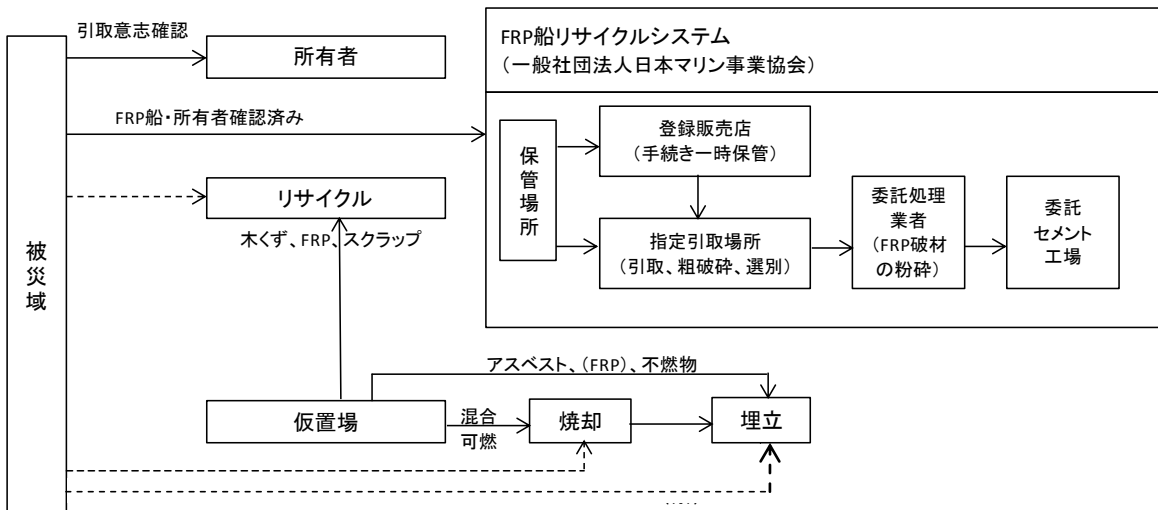 引取意志確認
所有者
FRP船・所有者確認済み
リサイクル
木くず、FRP、スクラップ
被災域
FRP船リサイクルシステム
（一般社団法人日本マリン事業協会）
保管場所
登録販売店
（手続き一時保管）
指定引取場所
（引取、粗破砕、選別）
委託処理
業者
（FRP破材
の粉砕）
委託
セメント
工場
アスベスト、（FRP）、不燃物
仮置場
混合
可燃
焼却
埋立